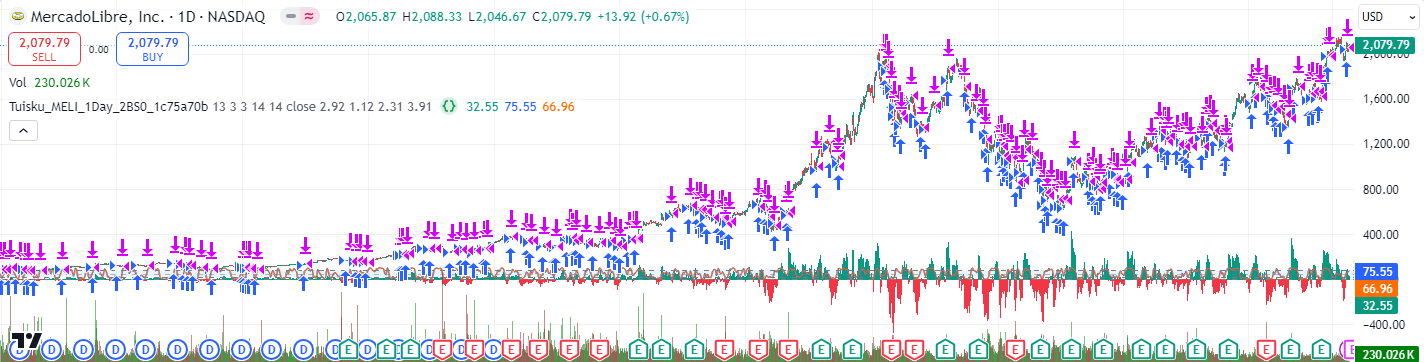 MercadoLibre, Inc. · 1D · NASDAQ O2,065.87 H2,088.33 L2,046.67 C2,079.79 +13.92 (+0.67%)
USD
2,079.79 SELL
0.00
2,079.79 BUY
Vol 230.026 K
Tuisku_MELI_1Day_2BS0_1c75a70b 13 3 3 14 14 close 2.92 1.12 2.31 3.91 {} 32.55 75.55 66.96
2,079.79
2,000.00
1,600.00
1,200.00
800.00
400.00
75.55
66.96
32.55
−400.00
D D D D D D D D D D E E E D E D E D E E E E E E E E E E E E E E E E E E E E E E E E E E
230.026 K